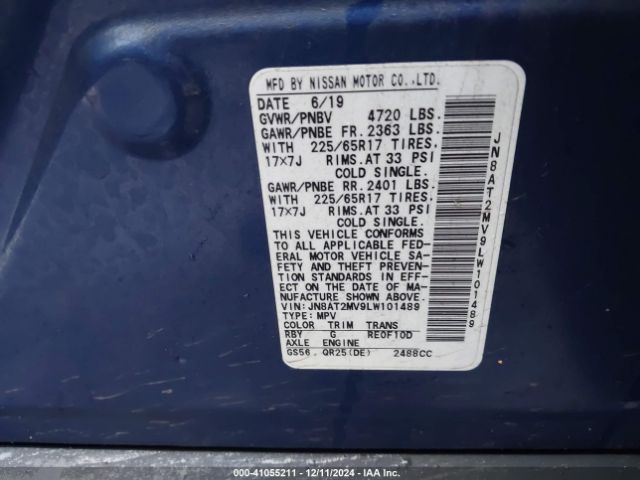 MFD BY NISSAN MOTOR CO.,LTD.
DATE 6/19
GVWR/PNBV 4720 LBS.
GAWR/PNBE FR. 2363 LBS.
WITH 225/65R17 TIRES,
17×7J RIMS.AT 33 PSI
COLD SINGLE.
GAWR/PNBE RR. 2401 LBS.
WITH 225/65R17 TIRES,
17×7J RIMS.AT 33 PSI
COLD SINGLE.
THIS VEHICLE CONFORMS
TO ALL APPLICABLE FED-
ERAL MOTOR VEHICLE SA-
FETY AND THEFT PREVEN-
TION STANDARDS IN EFF-
ECT ON THE DATE OF MA-
NUFACTURE SHOWN ABOVE.
VIN: JN8AT2MV9LW101489
TYPE: MPV
COLOR TRIM TRANS
RBY G RE0F10D
AXLE ENGINE
GS56 QR25(DE) 2488CC
JN8AT2MV9LW101489
000-41055211 - 12/11/2024 - IAA Inc.